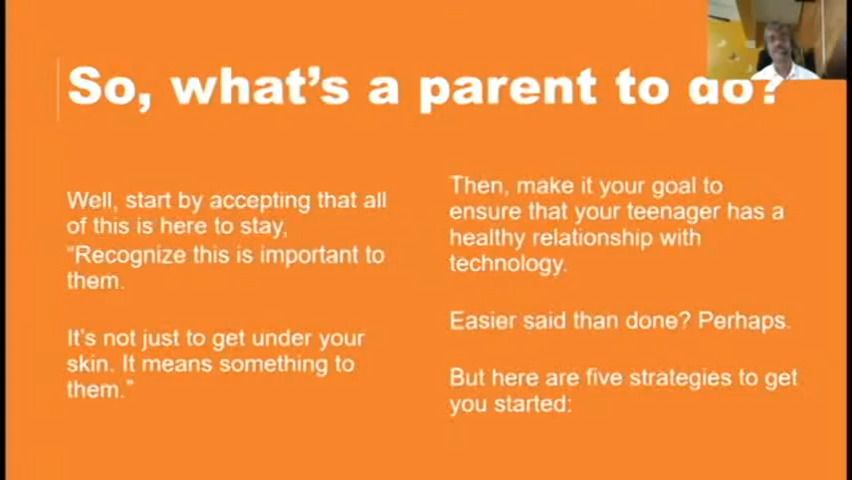 So, what's a parent to do?
Well, start by accepting that all
of this is here to stay,
"Recognize this is important to
them.
It's not just to get under your
skin. It means something to
them."
Then, make it your goal to
ensure that your teenager has a
healthy relationship with
technology.
Easier said than done? Perhaps.
But here are five strategies to get
you started: